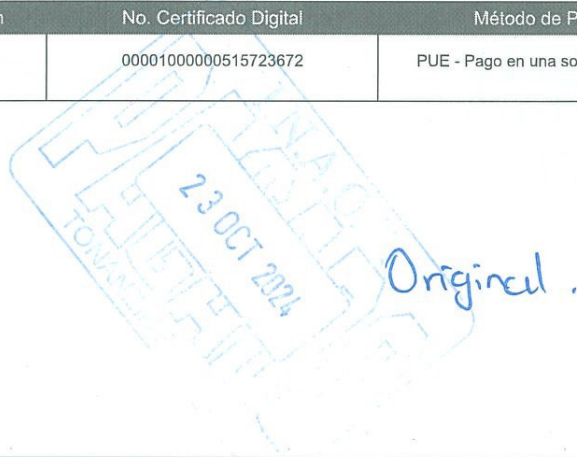 No. Certificado Digital
Método de P
00001000000515723672
PUE - Pago en una so
23 OCT 2024
Original.